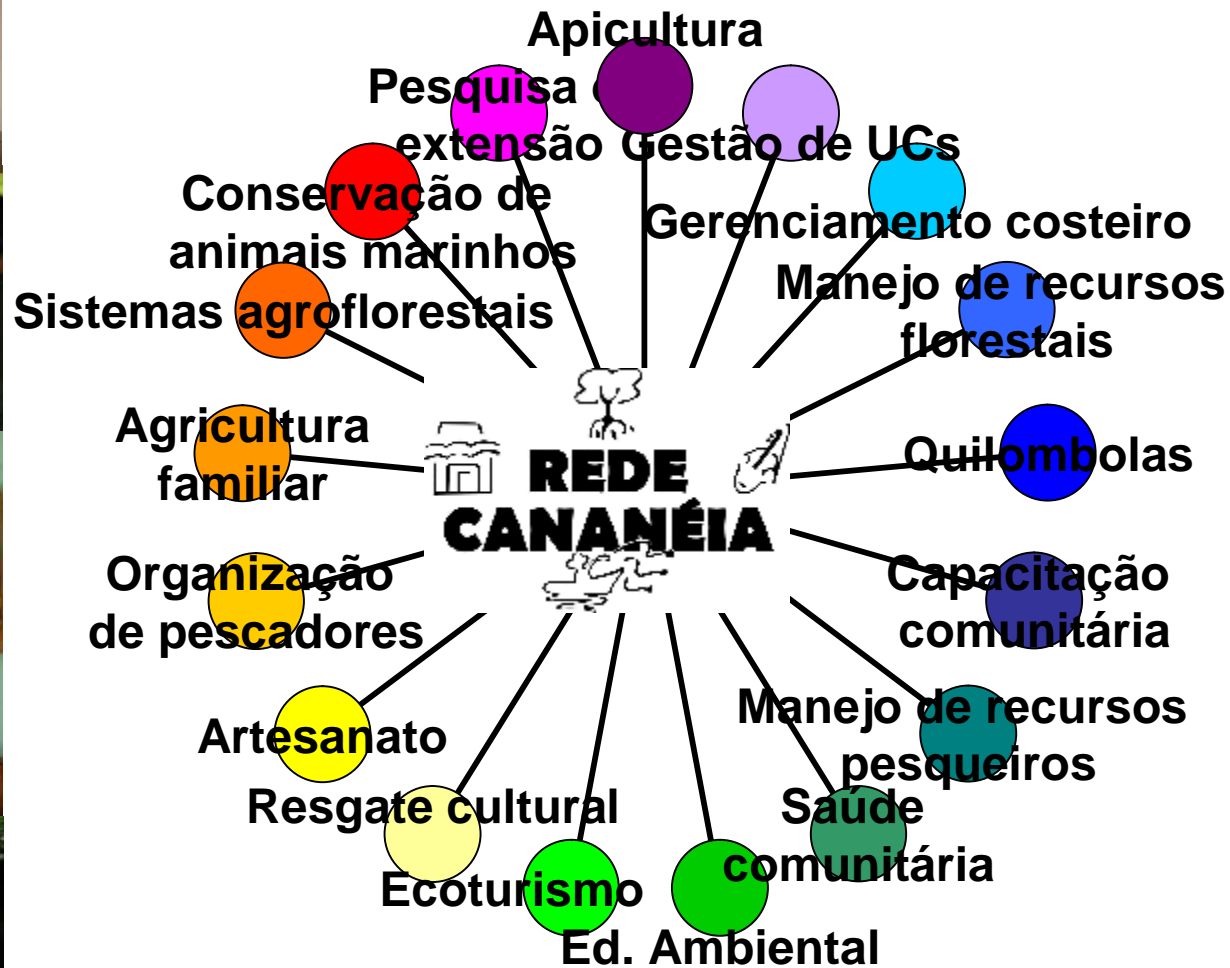 Apicultura
Pesquisa e
extensão
Gestão de UCs
Conservação de
animais marinhos
Gerenciamento costeiro
Manejo de recursos
florestais
Sistemas agroflorestais
Agricultura
familiar
REDE
CANANÉIA
Quilombolas
Organização
de pescadores
Capacitação
comunitária
Artesanato
Manejo de recursos
pesqueiros
Resgate cultural
Saúde
comunitária
Ecoturismo
Ed. Ambiental